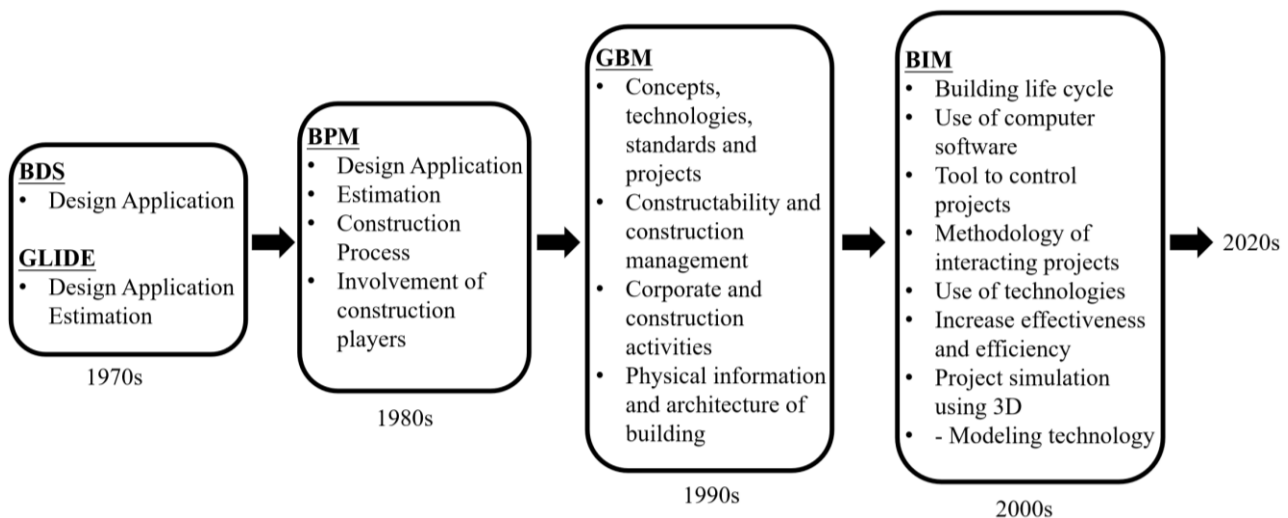 BDS
• Design Application
GLIDE
• Design Application
Estimation
1970s
BPM
• Design Application
• Estimation
• Construction
Process
• Involvement of
construction
players
1980s
GBM
• Concepts,
technologies,
standards and
projects
• Constructability and
construction
management
• Corporate and
construction
activities
• Physical information
and architecture of
building
1990s
BIM
• Building life cycle
• Use of computer
software
• Tool to control
projects
• Methodology of
interacting projects
• Use of technologies
• Increase effectiveness
and efficiency
• Project simulation
using 3D
• - Modeling technology
2000s
2020s